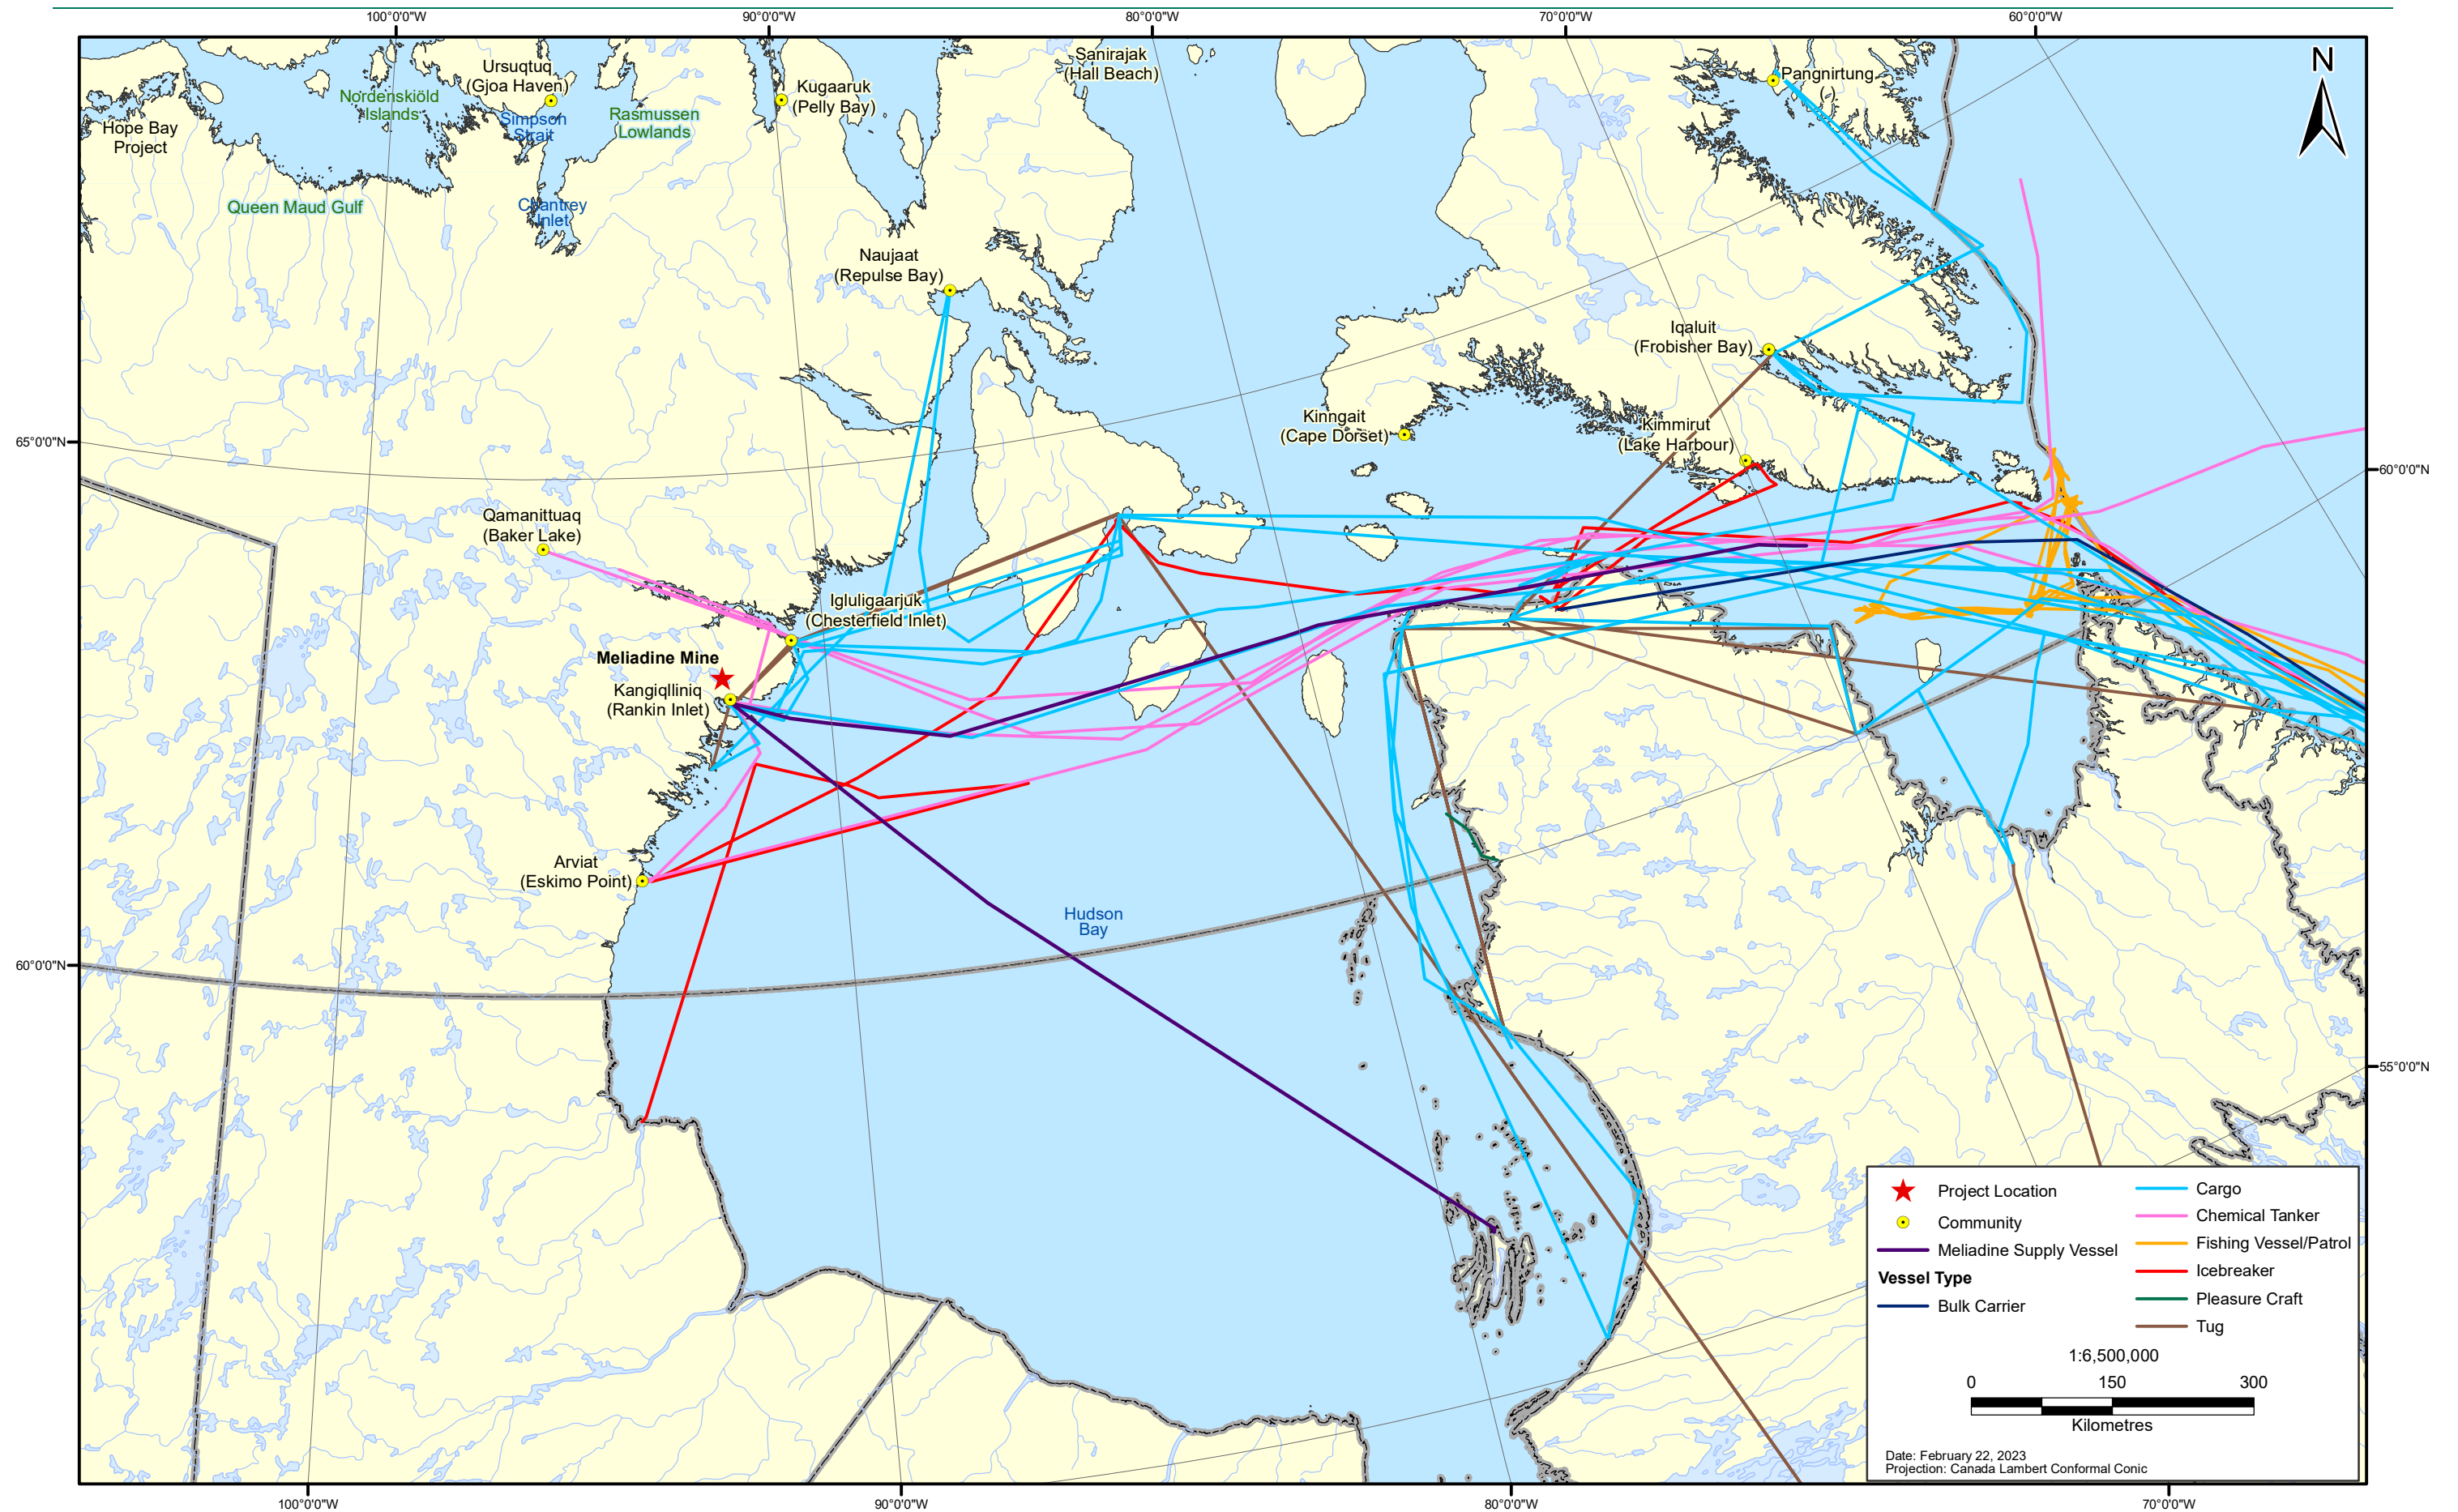 100°0'0"W
90°0'0"W
80°0'0"W
70°0'0"W
60°0'0"W
Sanirajak
(Hall Beach)
Ursuqtuq
(Gjoa Haven)
Kugaaruk
(Pelly Bay)
Pangnirtung
(-)
N
Nordenskiöld
Islands
Simpson
Strait
Rasmussen
Lowlands
Hope Bay
Project
Queen Maud Gulf
Chantrey
Inlet
Naujaat
(Repulse Bay)
Iqaluit
(Frobisher Bay)
Kinngait
(Cape Dorset)
Kimmirut
(Lake Harbour)
65°0'0"N
60°0'0"N
Qamanittuaq
(Baker Lake)
Igluligaarjuk
(Chesterfield Inlet)
Meliadine Mine
Kangiqlliniq
(Rankin Inlet)
Arviat
(Eskimo Point)
Hudson
Bay
60°0'0"N
55°0'0"N
Project Location
Community
Meliadine Supply Vessel
Vessel Type
Bulk Carrier
Cargo
Chemical Tanker
Fishing Vessel/Patrol
Icebreaker
Pleasure Craft
Tug
1:6,500,000
0 150 300
Kilometres
Date: February 22, 2023
Projection: Canada Lambert Conformal Conic
100°0'0"W
90°0'0"W
80°0'0"W
70°0'0"W